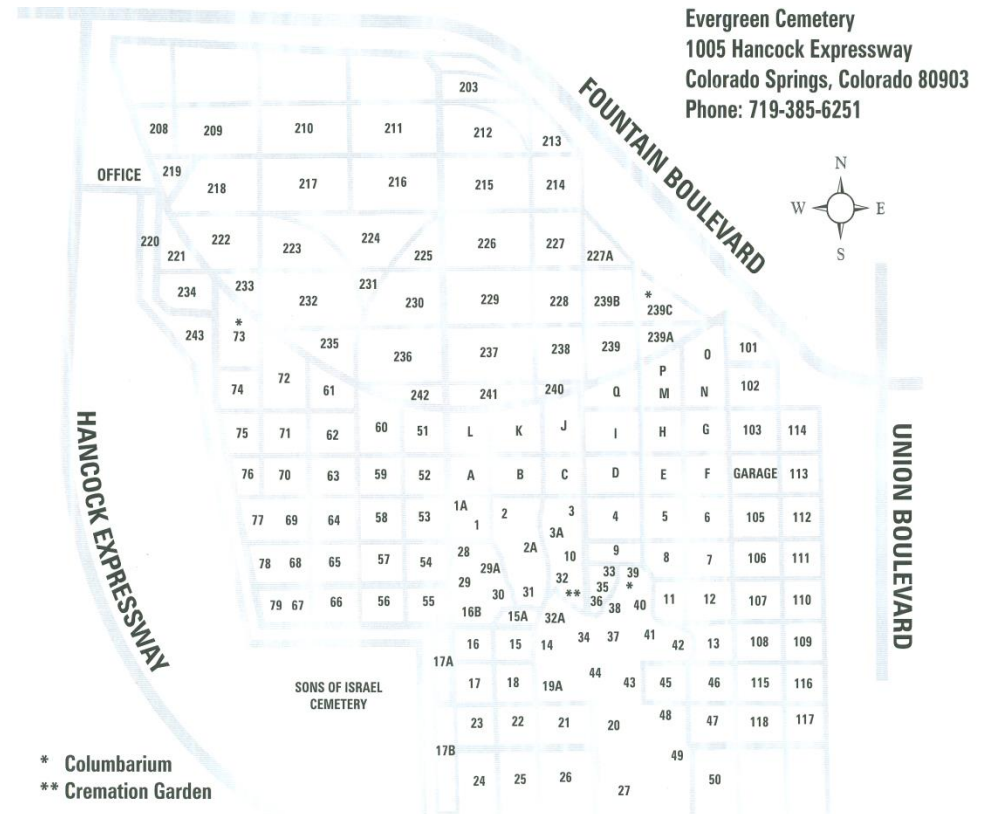 Evergreen Cemetery
1005 Hancock Expressway
Colorado Springs, Colorado 80903
Phone: 719-385-6251
FOUNTAIN BOULEVARD
N
W E
S
203
208 209 210 211 212 213
OFFICE 219 218 217 216 215 214
220 221 222 223 224 225 226 227 227A
234 233 232 231 230 229 228 239B * 239C
243 * 73 235 236 237 238 239 239A O 101
74 72 61 242 241 240 Q P M N 102
75 71 62 60 51 L K J I H G 103 114
76 70 63 59 52 A B C D E F GARAGE 113
77 69 64 58 53 1A 1 2 3 3A 4 5 6 105 112
78 68 65 57 54 28 29A 2A 10 9 8 7 106 111
79 67 66 56 55 29 30 31 32 ** 33 35 36 39 * 38 40 11 12 107 110
16B 15A 32A
16 15 14 34 37 41 42 13 108 109
17A 17 18 19A 44 43 45 46 115 116
SONS OF ISRAEL
CEMETERY
23 22 21 20 48 47 118 117
17B 49
24 25 26 27 50
HANCOCK EXPRESSWAY
UNION BOULEVARD
* Columbarium
** Cremation Garden